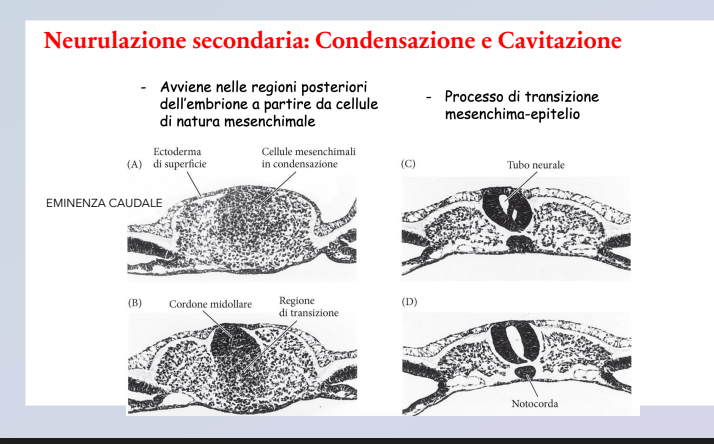 Neurulazione secondaria: Condensazione e Cavitazione
- Avviene nelle regioni posteriori
dell'embrione a partire da cellule
di natura mesenchimale
- Processo di transizione
mesenchima-epitelio
(A)
Ectoderma
di superficie
Cellule mesenchimali
in condensazione
EMINENZA CAUDALE
(C)
Tubo neurale
(B)
Cordone midollare
Regione
di transizione
(D)
Notocorda